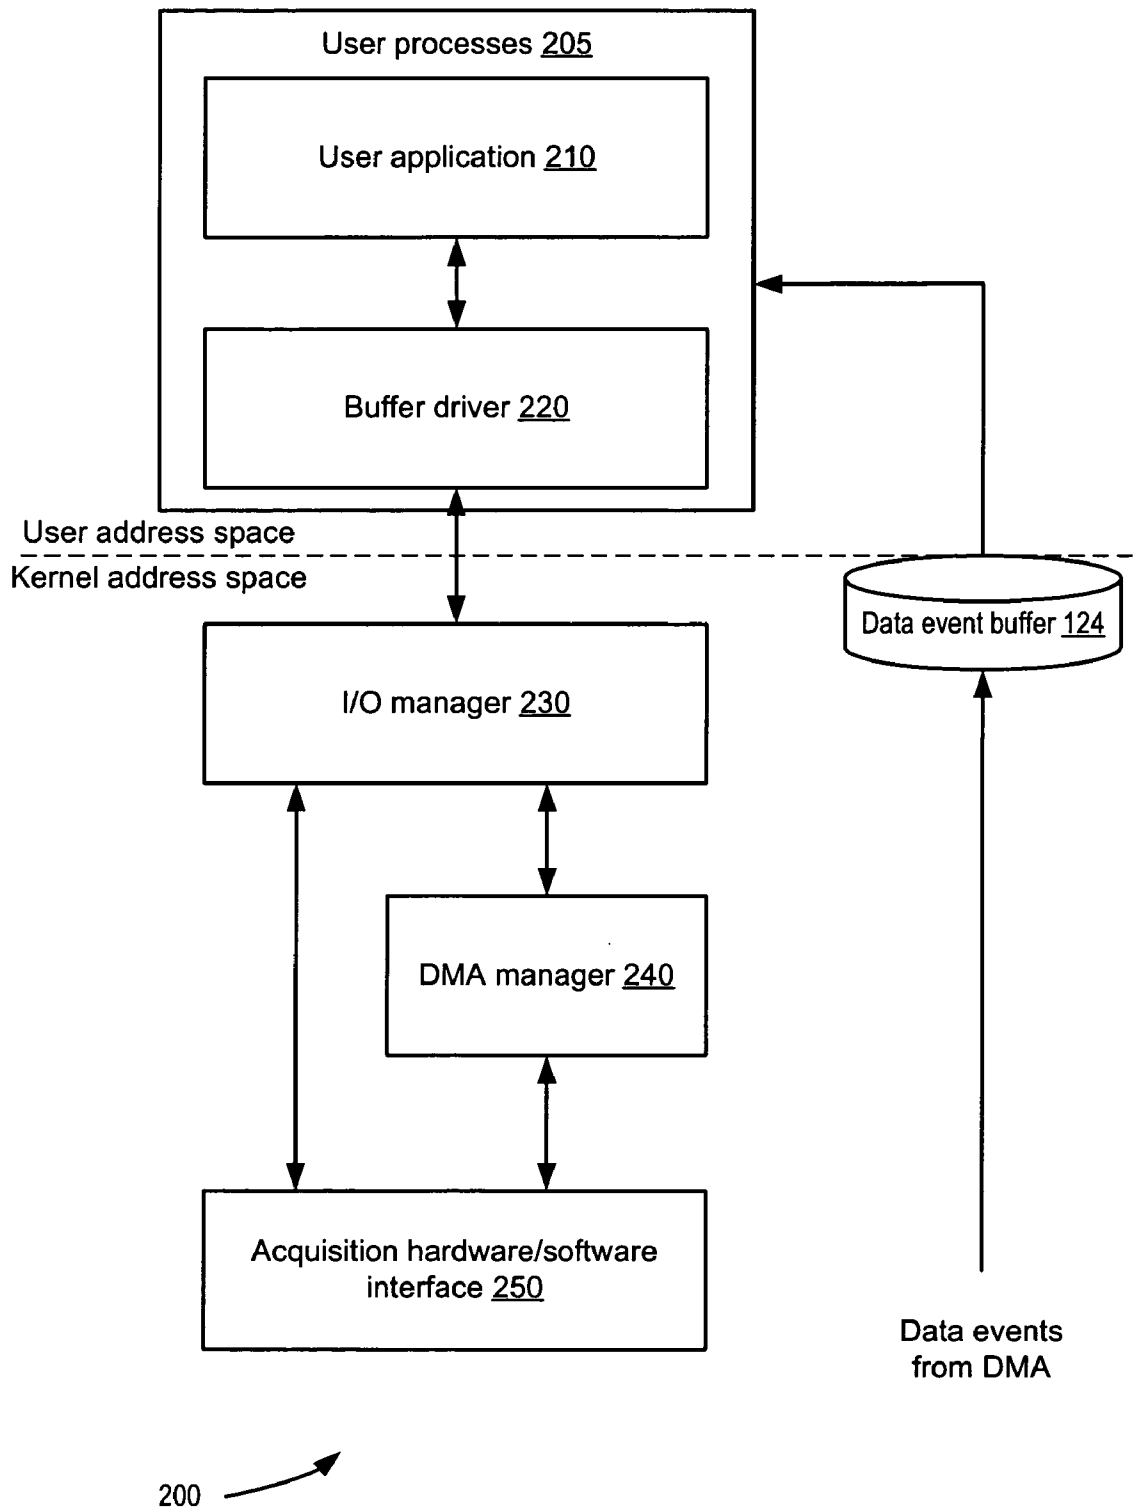 User processes 205
User application 210
Buffer driver 220
User address space
Kernel address space
Data event buffer 124
I/O manager 230
DMA manager 240
Acquisition hardware/software
interface 250
Data events
from DMA
200